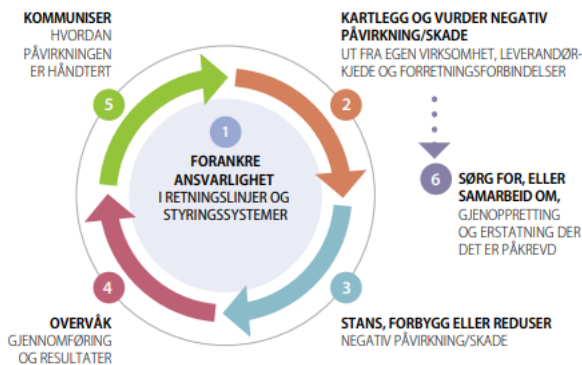 1
FORANKRE
ANSVARLIGHET
I RETNINGSLINJER OG
STYRINGSSYSTEMER
2
KARTLEGG OG VURDER NEGATIV
PÅVIRKNING/SKADE
UT FRA EGEN VIRKSOMHET, LEVERANDØR-
KJEDE OG FORRETNINGSFORBINDELSER
3
STANS, FORBYGG ELLER REDUSER
NEGATIV PÅVIRKNING/SKADE
4
OVERVÅK
GJENNOMFØRING
OG RESULTATER
5
KOMMUNISER
HVORDAN
PÅVIRKNINGEN
ER HÅNDTERT
6
SØRG FOR, ELLER
SAMARBEID OM,
GJENOPPRETTING
OG ERSTATNING DER
DET ER PÅKREVD